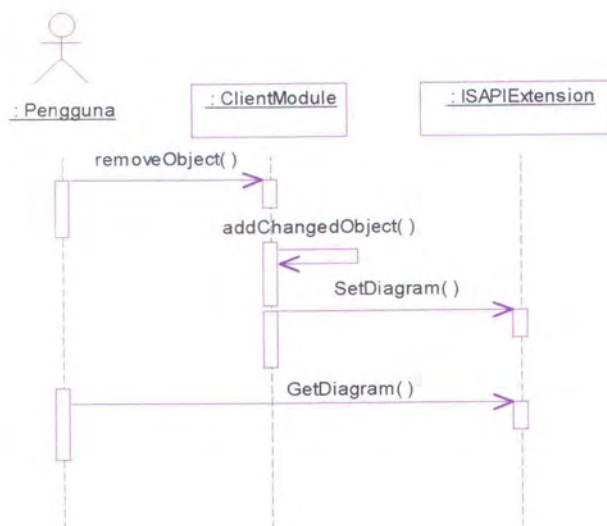 : Pengguna
: ClientModule
: ISAPIExtension
removeObject( )
addChangedObject( )
SetDiagram( )
GetDiagram( )